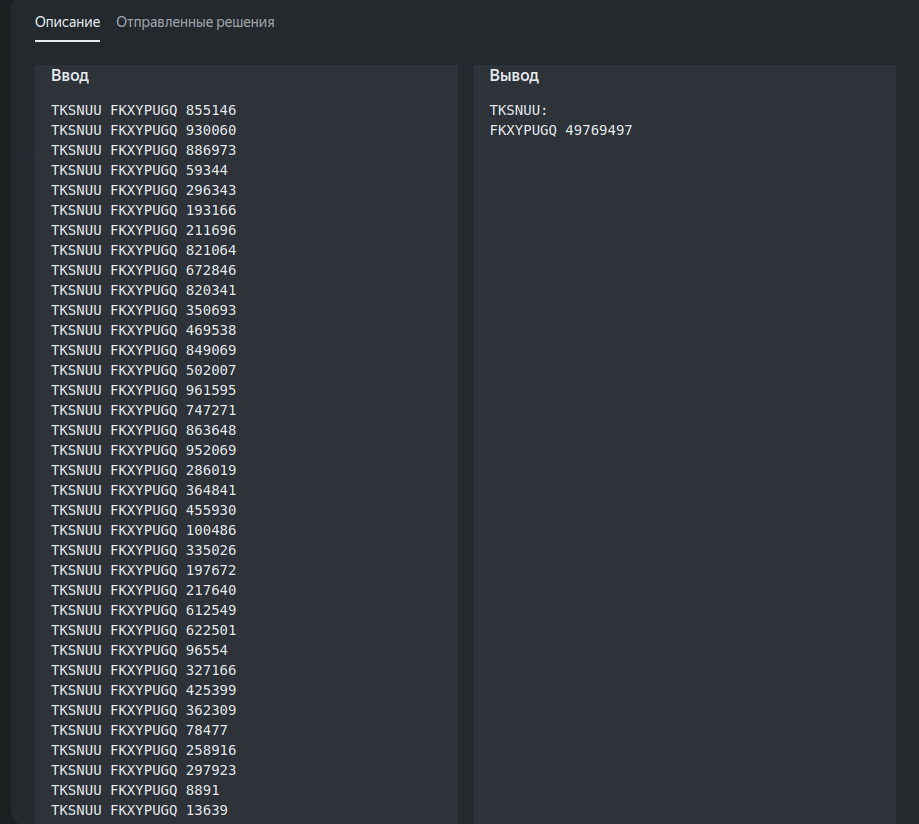 Описание Отправленные решения
Ввод
TKSNUU FKXYPUGQ 855146
TKSNUU FKXYPUGQ 930060
TKSNUU FKXYPUGQ 886973
TKSNUU FKXYPUGQ 59344
TKSNUU FKXYPUGQ 296343
TKSNUU FKXYPUGQ 193166
TKSNUU FKXYPUGQ 211696
TKSNUU FKXYPUGQ 821064
TKSNUU FKXYPUGQ 672846
TKSNUU FKXYPUGQ 820341
TKSNUU FKXYPUGQ 350693
TKSNUU FKXYPUGQ 469538
TKSNUU FKXYPUGQ 849069
TKSNUU FKXYPUGQ 502007
TKSNUU FKXYPUGQ 961595
TKSNUU FKXYPUGQ 747271
TKSNUU FKXYPUGQ 863648
TKSNUU FKXYPUGQ 952069
TKSNUU FKXYPUGQ 286019
TKSNUU FKXYPUGQ 364841
TKSNUU FKXYPUGQ 455930
TKSNUU FKXYPUGQ 100486
TKSNUU FKXYPUGQ 335026
TKSNUU FKXYPUGQ 197672
TKSNUU FKXYPUGQ 217640
TKSNUU FKXYPUGQ 612549
TKSNUU FKXYPUGQ 622501
TKSNUU FKXYPUGQ 96554
TKSNUU FKXYPUGQ 327166
TKSNUU FKXYPUGQ 425399
TKSNUU FKXYPUGQ 362309
TKSNUU FKXYPUGQ 78477
TKSNUU FKXYPUGQ 258916
TKSNUU FKXYPUGQ 297923
TKSNUU FKXYPUGQ 8891
TKSNUU FKXYPUGQ 13639
Вывод
TKSNUU:
FKXYPUGQ 49769497